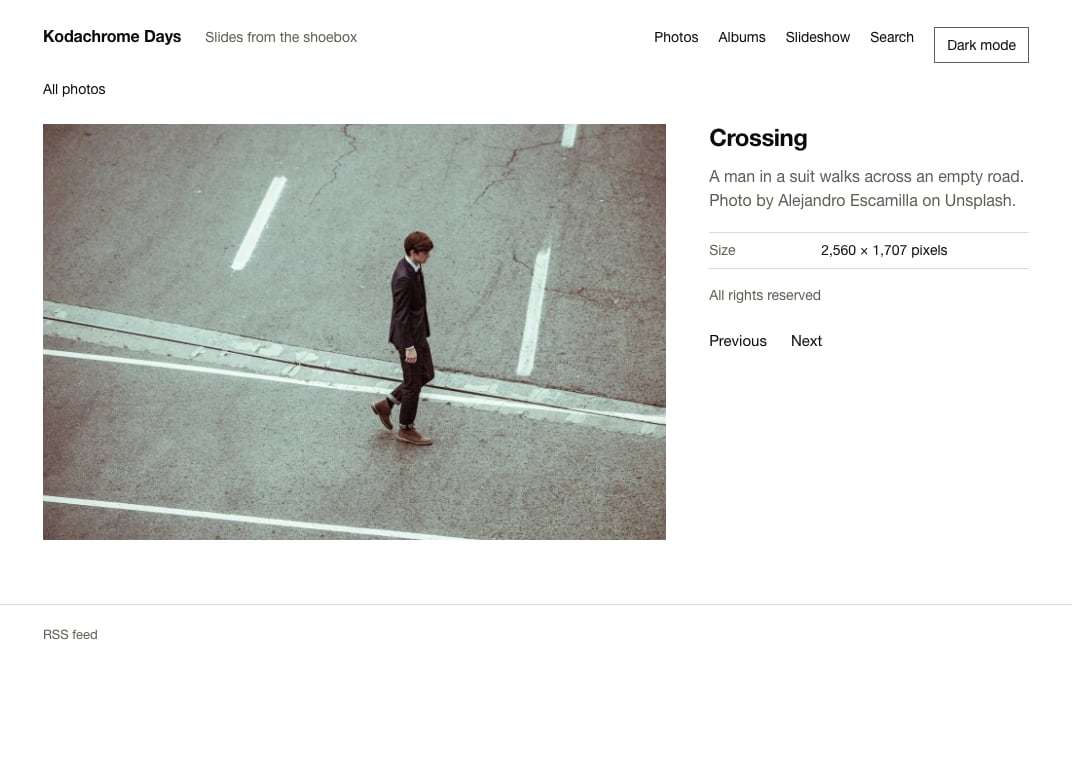 Kodachrome Days
Slides from the shoebox
Photos
Albums
Slideshow
Search
Dark mode
All photos
Crossing
A man in a suit walks across an empty road.
Photo by Alejandro Escamilla on Unsplash.
Size
2,560 × 1,707 pixels
All rights reserved
Previous
Next
RSS feed